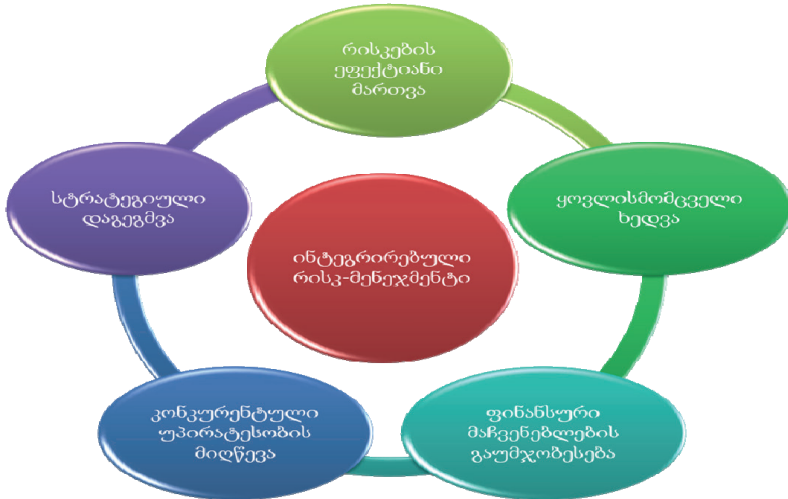 რისკების
ეფექტიანი
მართვა
ყოვლისმომცველი
ხედვა
ფინანსური
მაჩვენებლების
გაუმჯობესება
კონკურენტული
უპირატესობის
მიღწევა
სტრატეგიული
დაგეგმვა
ინტეგრირებული
რისკ-მენეჯმენტი